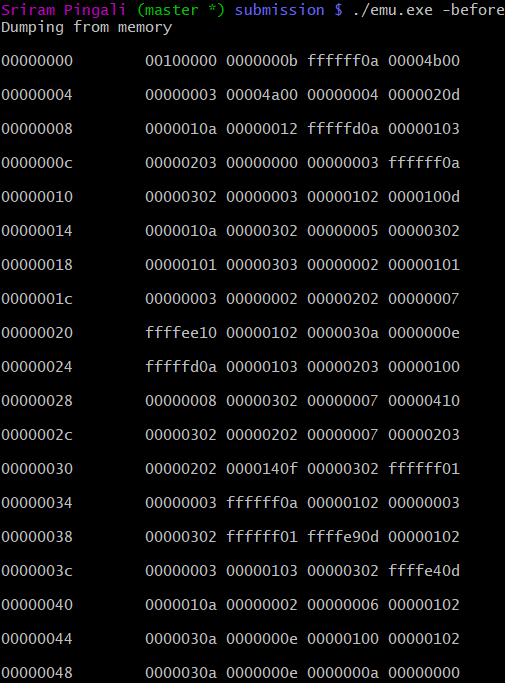 Sriram Pingali (master *) submission $ ./emu.exe -before
Dumping from memory
00000000 00100000 0000000b ffffff0a 00004b00
00000004 00000003 00004a00 00000004 0000020d
00000008 0000010a 00000012 fffffd0a 00000103
0000000c 00000203 00000000 00000003 ffffff0a
00000010 00000302 00000003 00000102 0000100d
00000014 0000010a 00000302 00000005 00000302
00000018 00000101 00000303 00000002 00000101
0000001c 00000003 00000002 00000202 00000007
00000020 ffffee10 00000102 0000030a 0000000e
00000024 fffffd0a 00000103 00000203 00000100
00000028 00000008 00000302 00000007 00000410
0000002c 00000302 00000202 00000007 00000203
00000030 00000202 0000140f 00000302 ffffff01
00000034 00000003 ffffff0a 00000102 00000003
00000038 00000302 ffffff01 ffffe90d 00000102
0000003c 00000003 00000103 00000302 ffffe40d
00000040 0000010a 00000002 00000006 00000102
00000044 0000030a 0000000e 00000100 00000102
00000048 0000030a 0000000e 0000000a 00000000